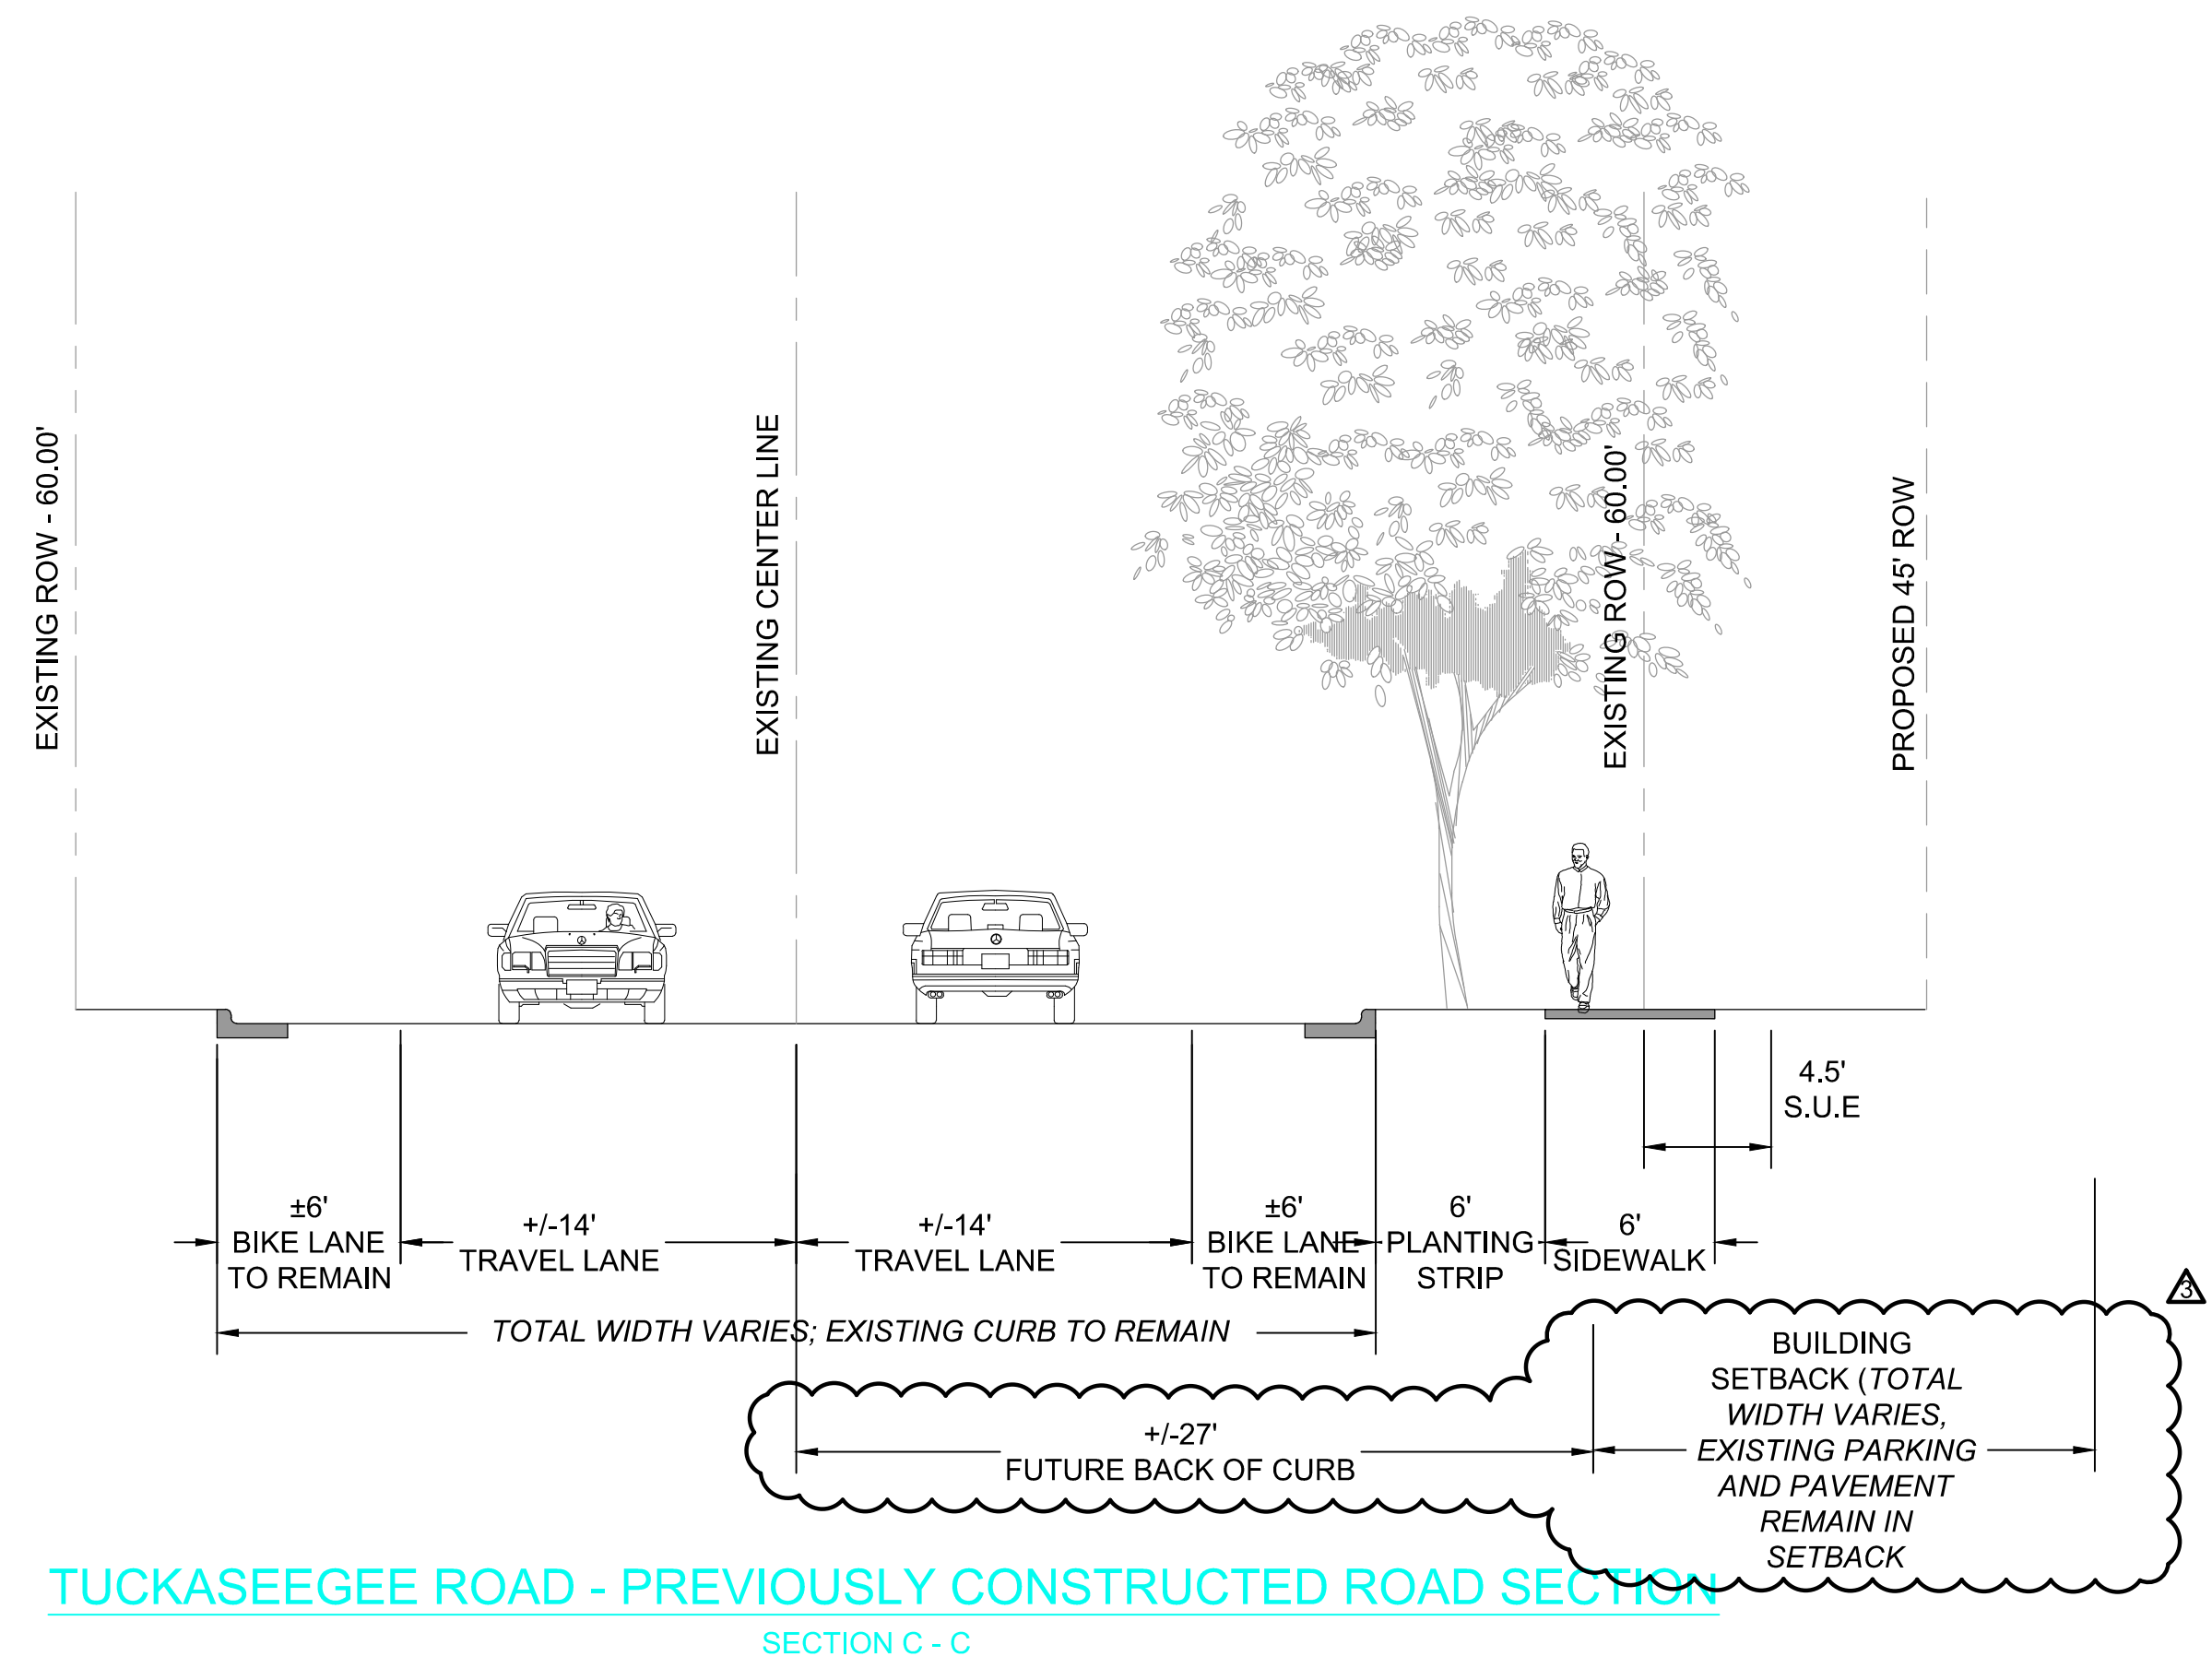 EXISTING ROW - 60.00'
EXISTING CENTER LINE
EXISTING ROW - 60.00'
PROPOSED 45' ROW
4.5'
S.U.E
±6'
BIKE LANE
TO REMAIN
+/-14'
TRAVEL LANE
+/-14'
TRAVEL LANE
±6'
BIKE LANE
TO REMAIN
6'
PLANTING
STRIP
6'
SIDEWALK
TOTAL WIDTH VARIES; EXISTING CURB TO REMAIN
3
+/-27'
FUTURE BACK OF CURB
BUILDING
SETBACK (TOTAL
WIDTH VARIES,
EXISTING PARKING
AND PAVEMENT
REMAIN IN
SETBACK
TUCKASEEGEE ROAD - PREVIOUSLY CONSTRUCTED ROAD SECTION
SECTION C - C